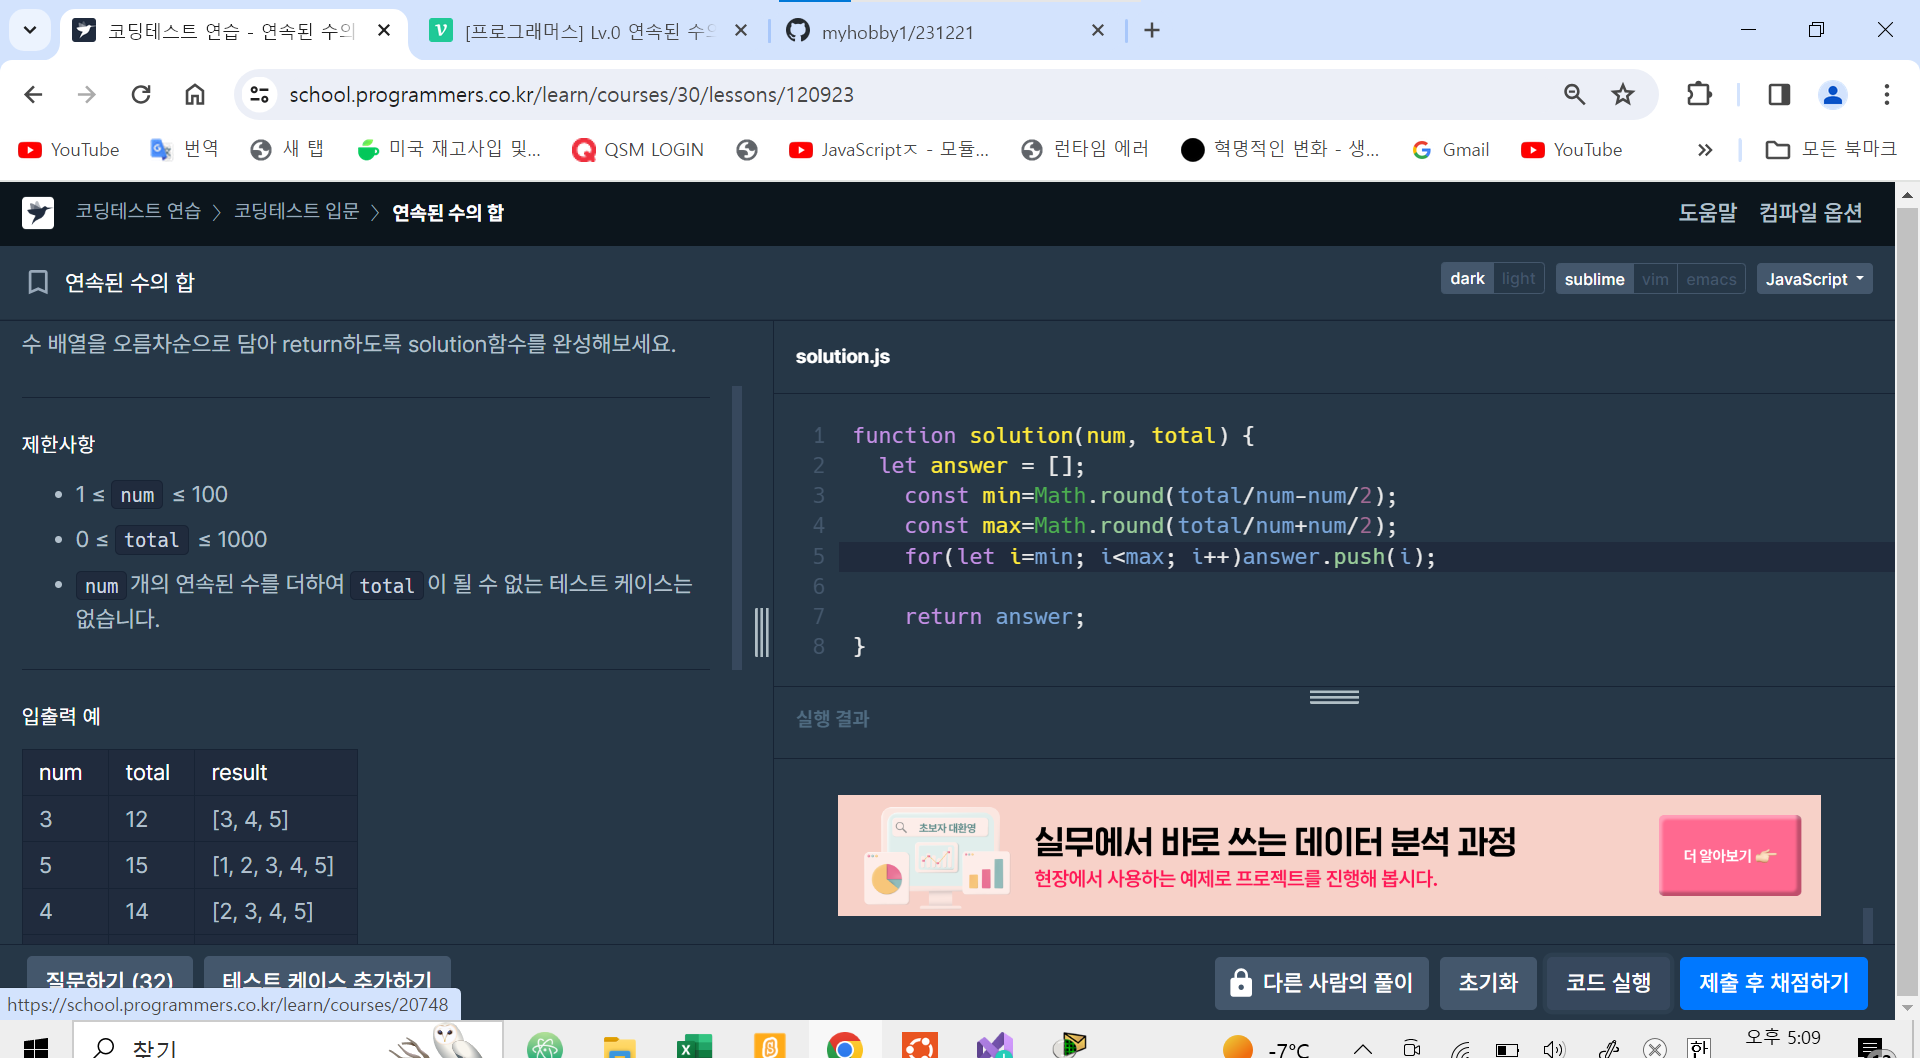 코딩테스트 연습 - 연속된 수의
[프로그래머스] Lv.0 연속된 수으
myhobby1/231221
school.programmers.co.kr/learn/courses/30/lessons/120923
YouTube
번역
새 탭
미국 재고사입 및...
QSM LOGIN
JavaScriptㅈ - 모듈...
런타임 에러
혁명적인 변화 - 생...
Gmail
YouTube
모든 북마크
코딩테스트 연습 > 코딩테스트 입문 > 연속된 수의 합
도움말 컴파일 옵션
연속된 수의 합
dark light
sublime vim emacs
JavaScript
수 배열을 오름차순으로 담아 return하도록 solution함수를 완성해보세요.
제한사항
• 1 ≤ num ≤ 100
• 0 ≤ total ≤ 1000
• num개의 연속된 수를 더하여 total이 될 수 없는 테스트 케이스는
없습니다.
입출력 예
num total result
3 12 [3, 4, 5]
5 15 [1, 2, 3, 4, 5]
4 14 [2, 3, 4, 5]
solution.js
1 function solution(num, total) {
2 let answer = [];
3 const min=Math.round(total/num-num/2);
4 const max=Math.round(total/num+num/2);
5 for(let i=min; i<max; i++)answer.push(i);
6
7 return answer;
8 }
실행 결과
초보자 대환영
실무에서 바로 쓰는 데이터 분석 과정
현장에서 사용하는 예제로 프로젝트를 진행해 봅시다.
더 알아보기
질문하기 (32)
테스트 케이스 추가하기
다른 사람의 풀이
초기화
코드 실행
제출 후 채점하기
https://school.programmers.co.kr/learn/courses/20748
찾기
-7°C
한
오후 5:09